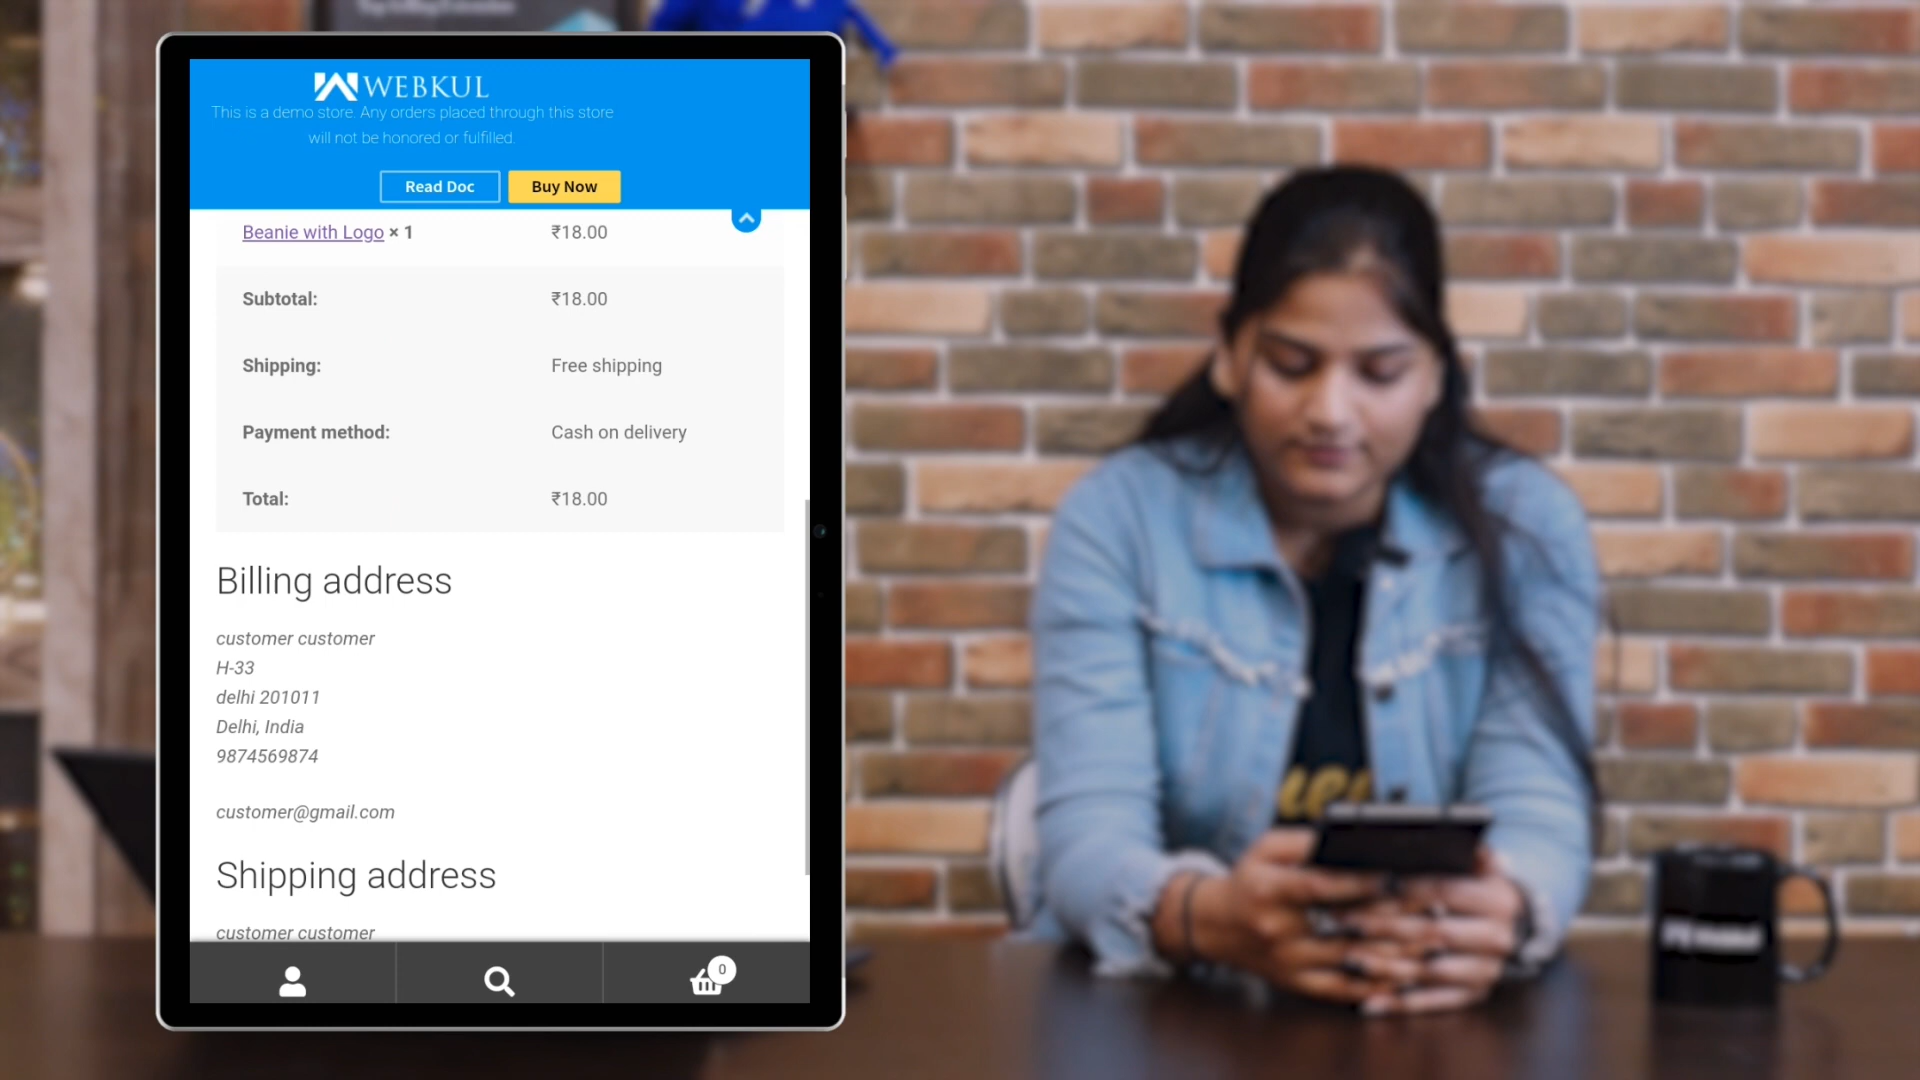 WEBKUL
This is a demo store. Any orders placed through this store
will not be honored or fulfilled.
Read Doc
Buy Now
Beanie with Logo × 1
₹18.00
Subtotal:
₹18.00
Shipping:
Free shipping
Payment method:
Cash on delivery
Total:
₹18.00
Billing address
customer customer
H-33
delhi 201011
Delhi, India
9874569874
customer@gmail.com
Shipping address
customer customer
0